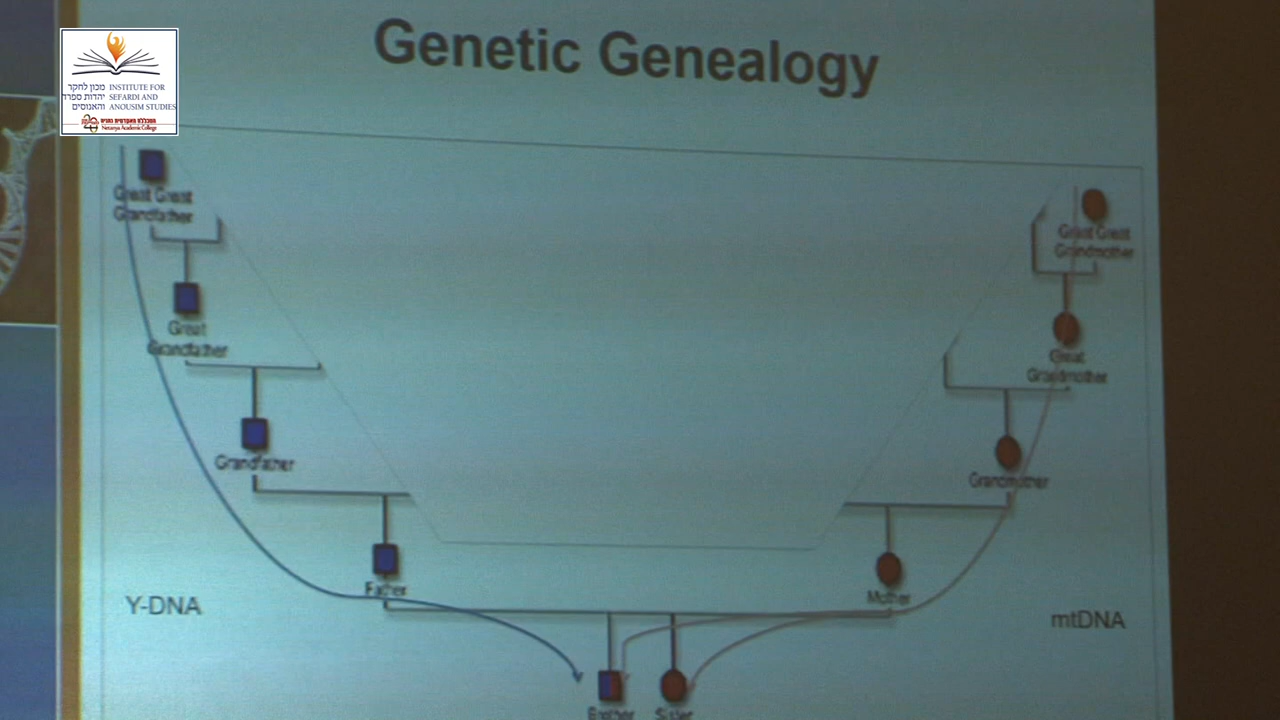 Genetic Genealogy
מכון לחקר
יהדות ספרד
והאנוסים
INSTITUTE FOR
SEFARDI AND
ANOUSIM STUDIES
המכללה האקדמית נתניה
Netanya Academic College
Great Great
Grandfather
Great Great
Grandmother
Great
Grandfather
Great
Grandmother
Grandfather
Grandmother
Father
Mother
Y-DNA
mtDNA
Brother
Sister